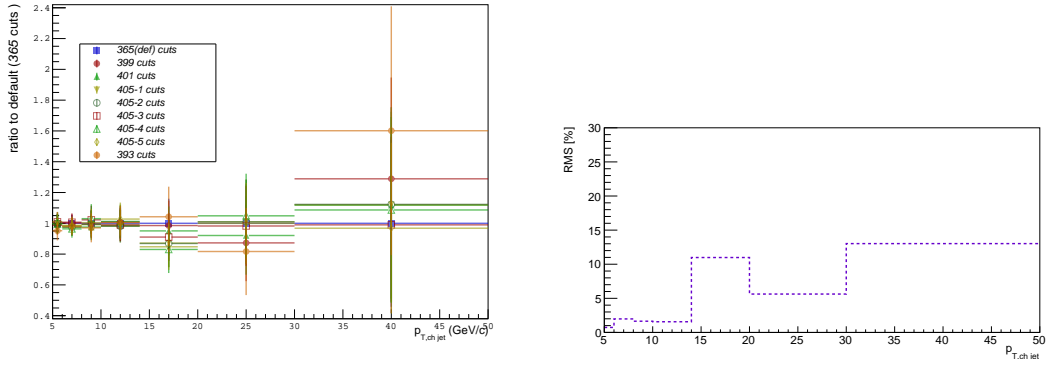 ratio to default (365 cuts )
2.4
2.2
2
1.8
1.6
1.4
1.2
1.0
0.8
0.6
0.4
365(def) cuts
399 cuts
401 cuts
405-1 cuts
405-2 cuts
405-3 cuts
405-4 cuts
405-5 cuts
393 cuts
5 10 15 20 25 30 35 40 45 50
p T,ch jet (GeV/c)
RMS [%]
30
25
20
15
10
5
0
5 10 15 20 25 30 35 40 45 50
p T,ch jet